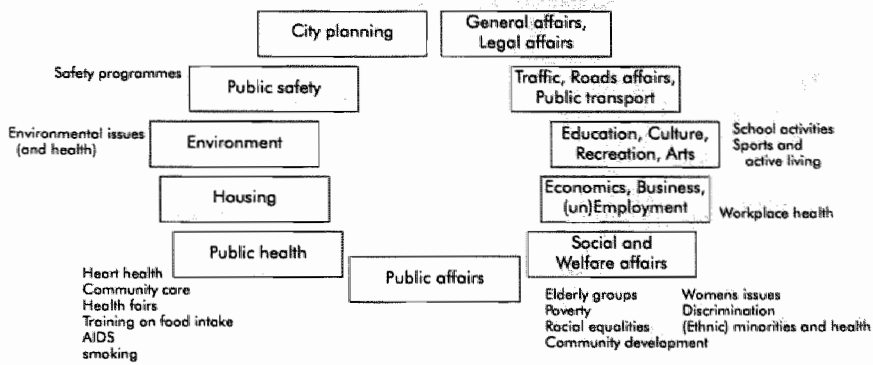 City planning
General affairs,
Legal affairs
Safety programmes
Public safety
Traffic, Roads affairs,
Public transport
Environmental issues
(and health)
Environment
Education, Culture,
Recreation, Arts
School activities
Sports and
active living
Housing
Economics, Business,
(un)Employment
Workplace health
Public health
Public affairs
Social and
Welfare affairs
Heart health
Community care
Health fairs
Training on food intake
AIDS
smoking
Elderly groups
Poverty
Racial equalities
Community development
Womens issues
Discrimination
(Ethnic) minorities and health